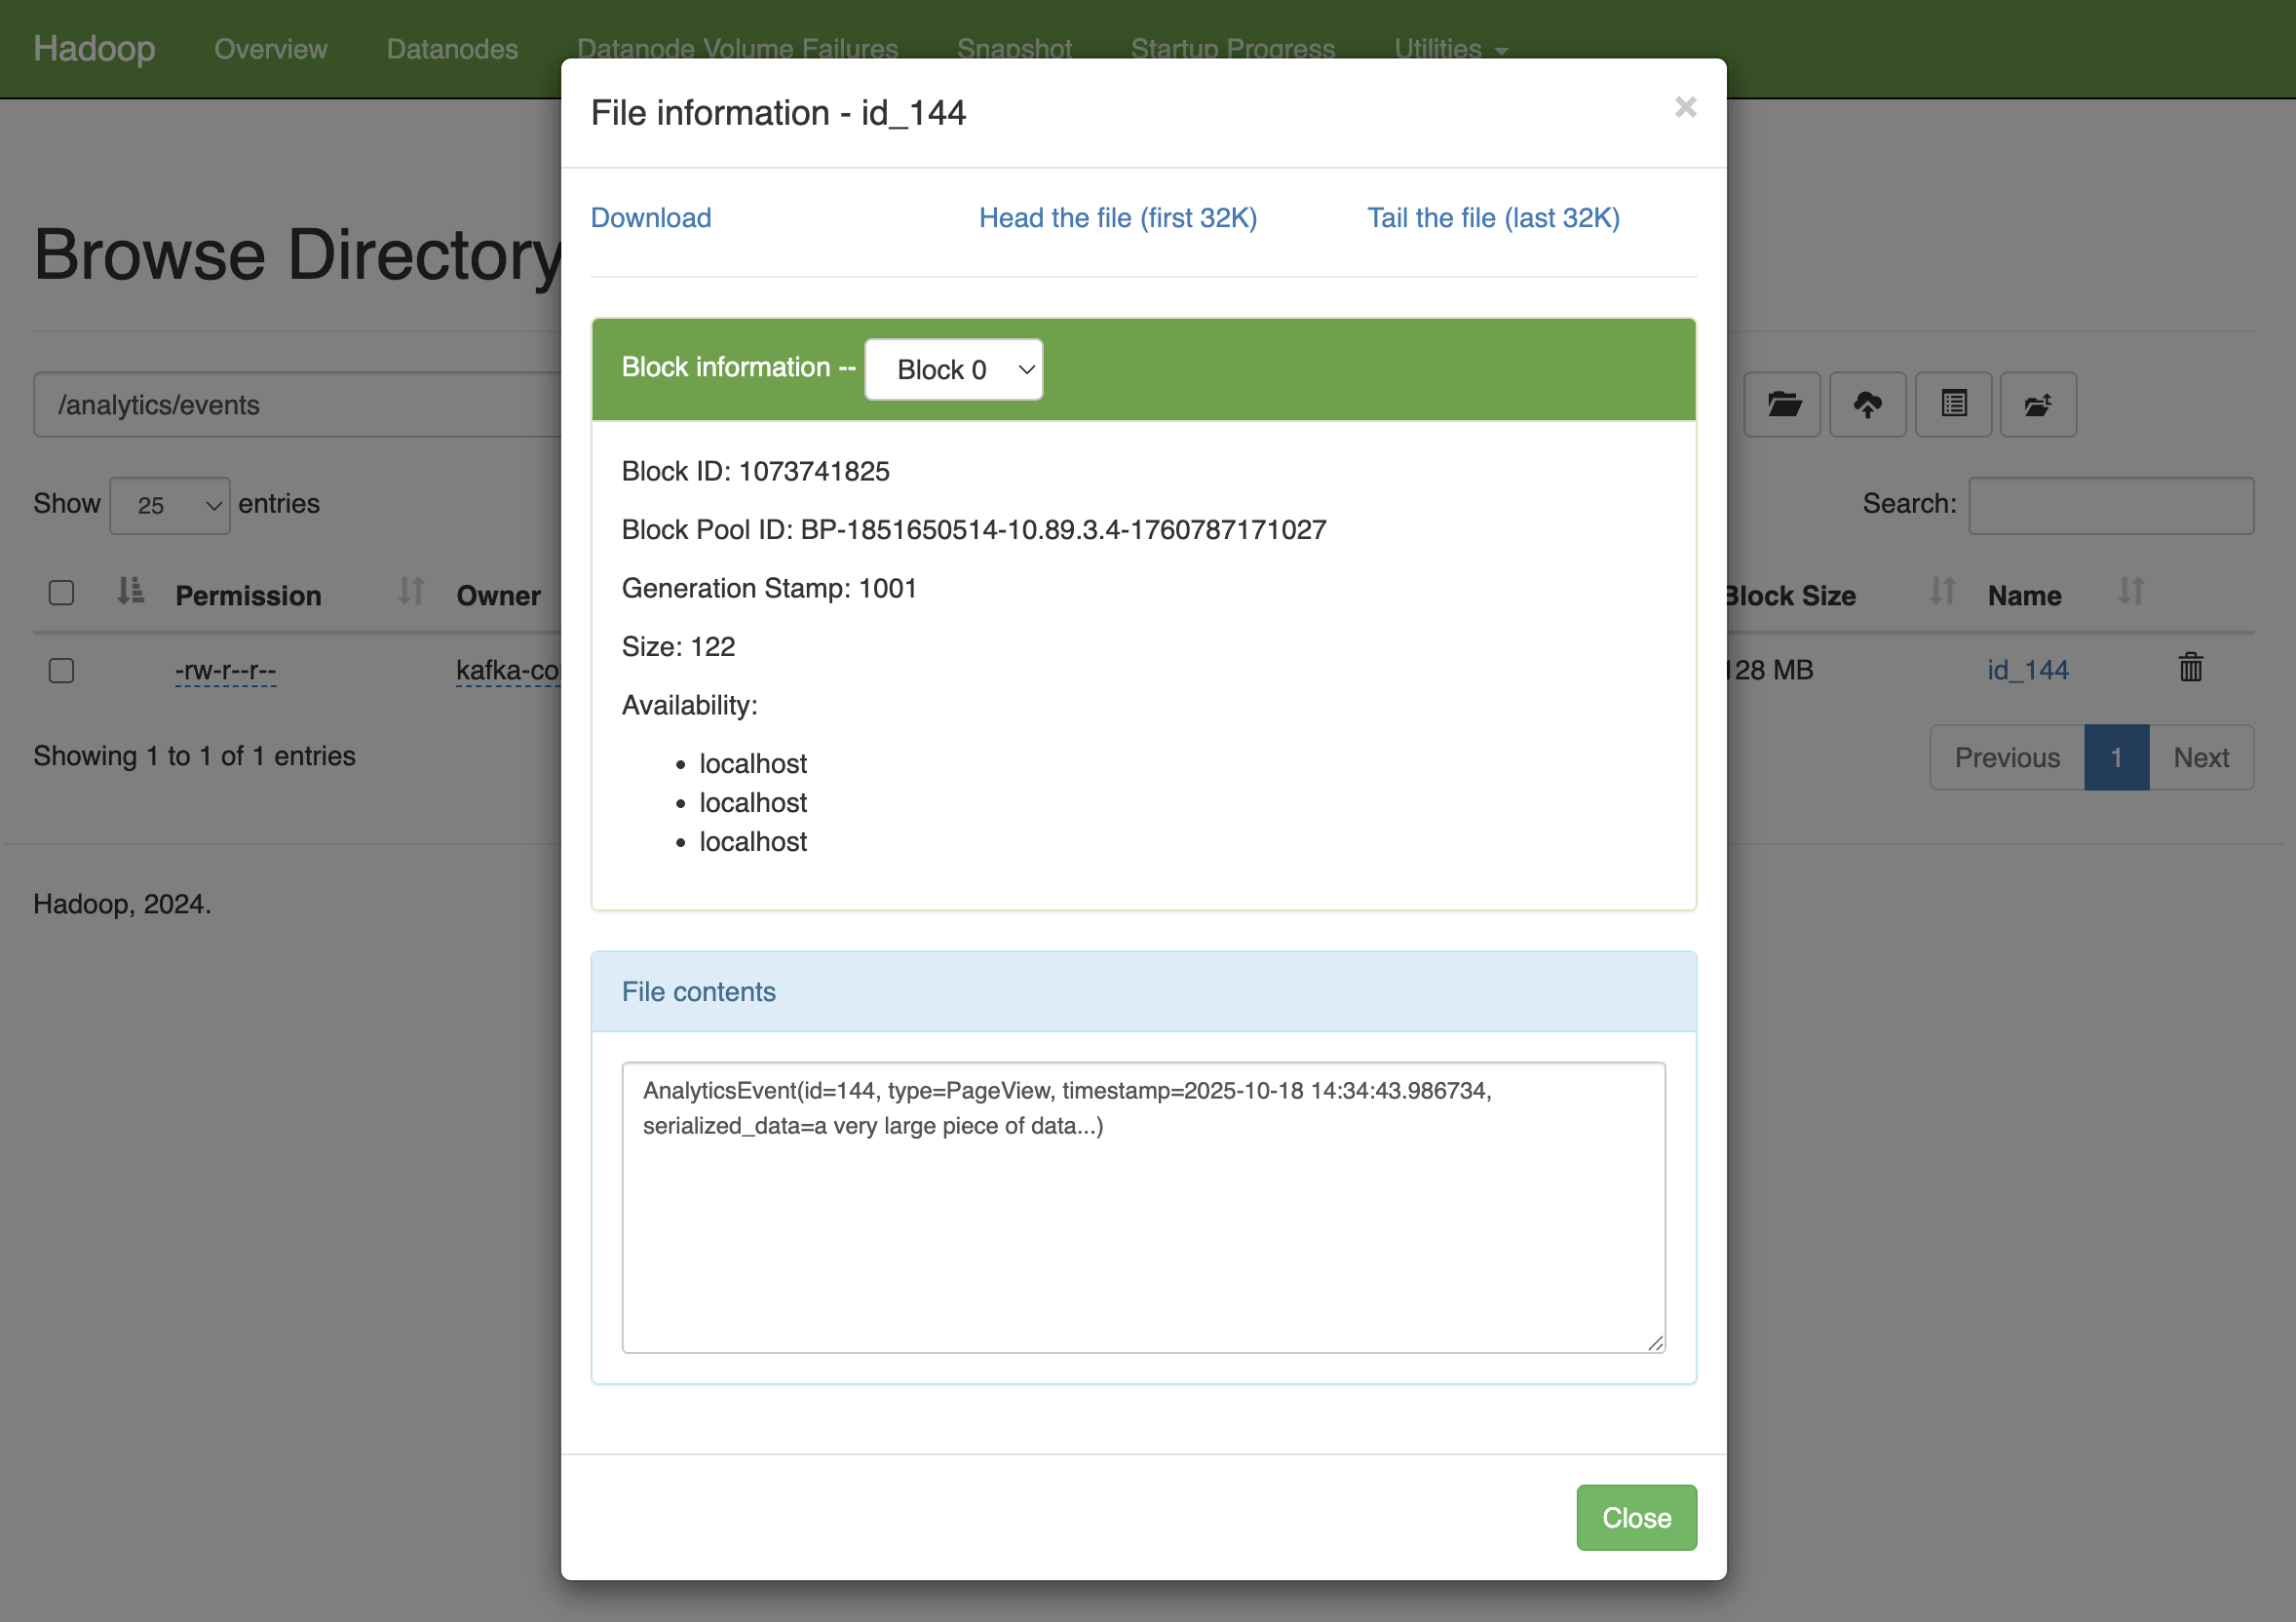 Hadoop Overview Datanodes Datanode Volume Failures Snapshot Startup Progress Utilities
File information - id_144 ×
Download Head the file (first 32K) Tail the file (last 32K)
Browse Directory
Block information -- Block 0
/analytics/events
Block ID: 1073741825
Show 25 entries Search:
Block Pool ID: BP-1851650514-10.89.3.4-1760787171027
Generation Stamp: 1001
Permission Owner Block Size Name
Size: 122
-rw-r--r-- kafka-co 128 MB id_144
Availability:
localhost
Showing 1 to 1 of 1 entries Previous 1 Next
localhost
localhost
Hadoop, 2024.
File contents
AnalyticsEvent(id=144, type=PageView, timestamp=2025-10-18 14:34:43.986734,
serialized_data=a very large piece of data...)
Close